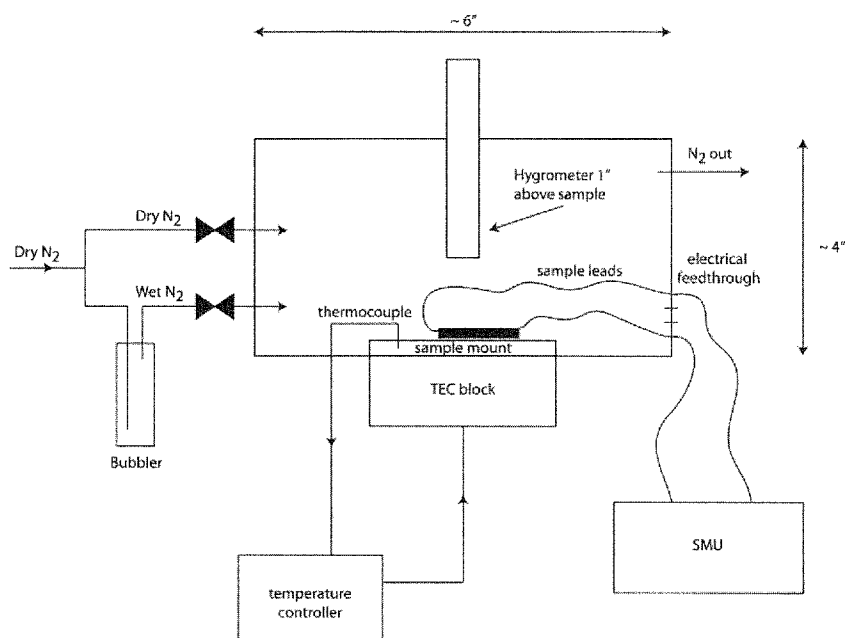 ~ 6"
N2 out
Hygrometer 1"
above sample
Dry N2
Dry N2
~ 4"
electrical
feedthrough
sample leads
Wet N2
thermocouple
sample mount
TEC block
Bubbler
SMU
temperature
controller